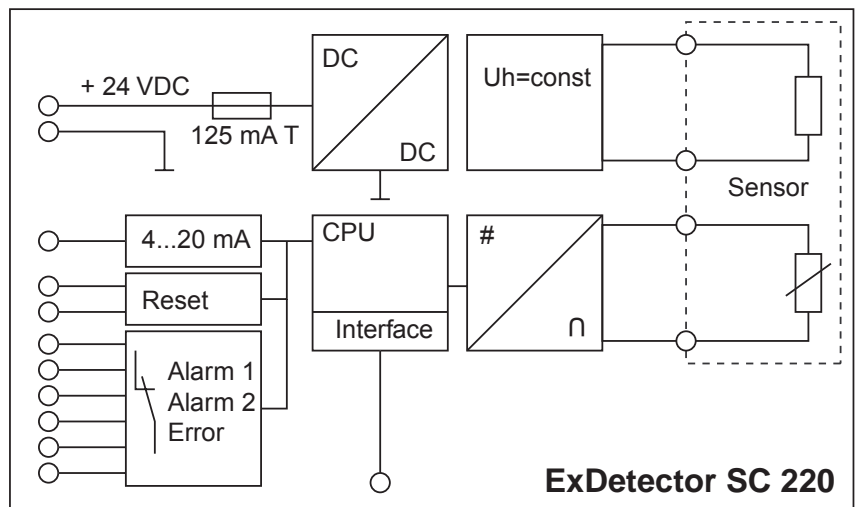 + 24 VDC
125 mA T
DC
DC
Uh=const
Sensor
4...20 mA
Reset
Alarm 1
Alarm 2
Error
CPU
Interface
#
∩
ExDetector SC 220